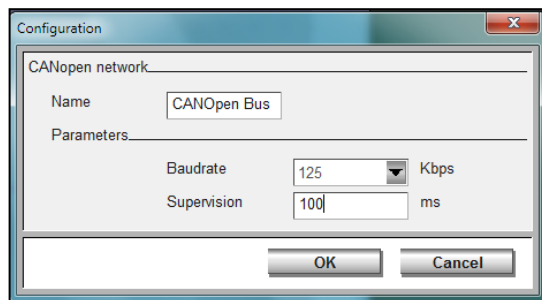 Configuration
CANopen network
Name CANOpen Bus
Parameters
Baudrate 125 Kbps
Supervision 100 ms
OK Cancel